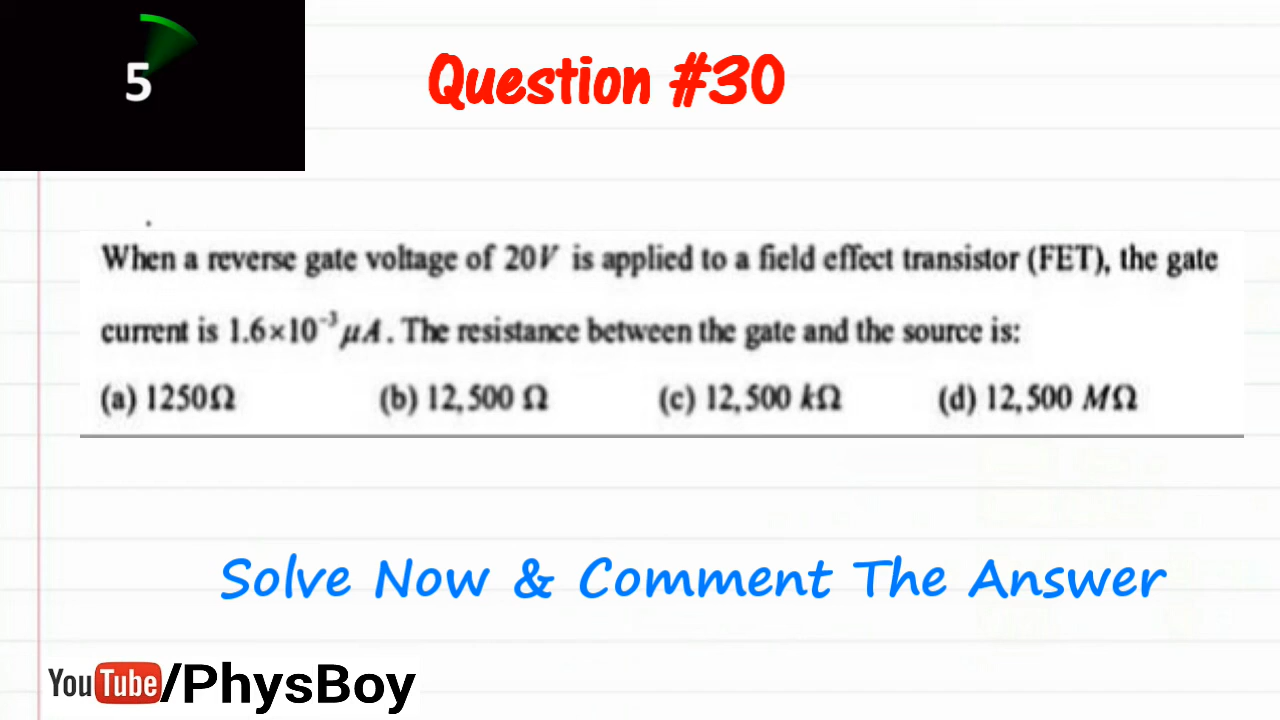 5
Question #30
When a reverse gate voltage of 20V is applied to a field effect transistor (FET), the gate
current is 1.6×10⁻³ μA. The resistance between the gate and the source is:
(a) 1250Ω (b) 12,500 Ω (c) 12,500 kΩ (d) 12,500 MΩ
Solve Now & Comment The Answer
YouTube/PhysBoy